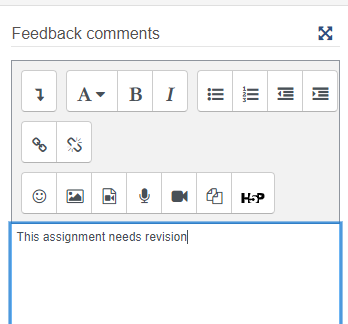 Feedback comments
A B I
H5P
This assignment needs revision